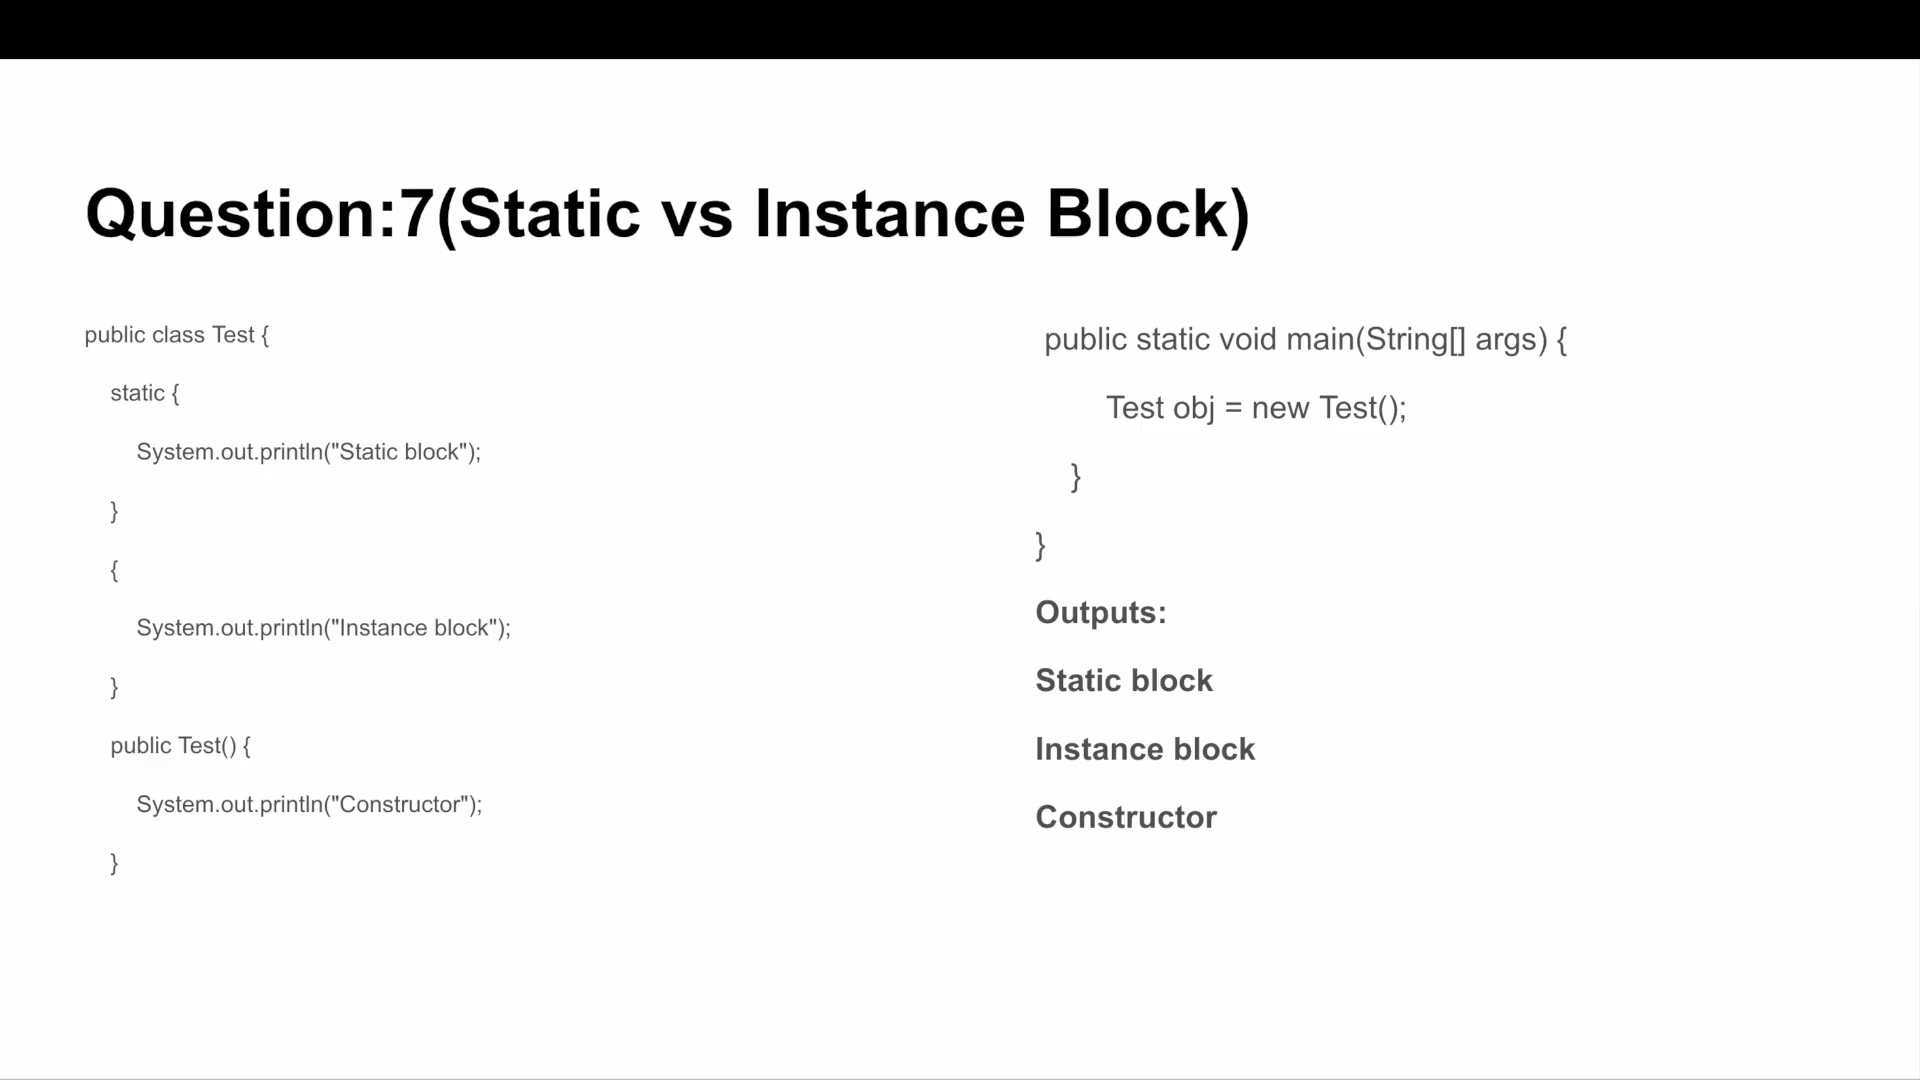 Question:7(Static vs Instance Block)
public class Test {
static {
System.out.println("Static block");
}
{
System.out.println("Instance block");
}
public Test() {
System.out.println("Constructor");
}
public static void main(String[] args) {
Test obj = new Test();
}
}
Outputs:
Static block
Instance block
Constructor